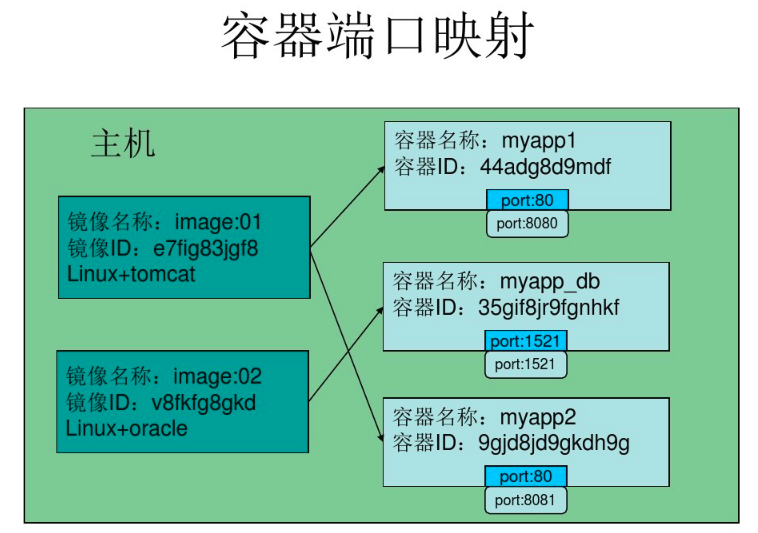 容器端口映射
主机
镜像名称：image:01
镜像ID：e7fig83jgf8
Linux+tomcat
镜像名称：image:02
镜像ID：v8fkfg8gkd
Linux+oracle
容器名称：myapp1
容器ID：44adg8d9mdf
port:80
port:8080
容器名称：myapp_db
容器ID：35gif8jr9fgnhkf
port:1521
port:1521
容器名称：myapp2
容器ID：9gjd8jd9gkdh9g
port:80
port:8081